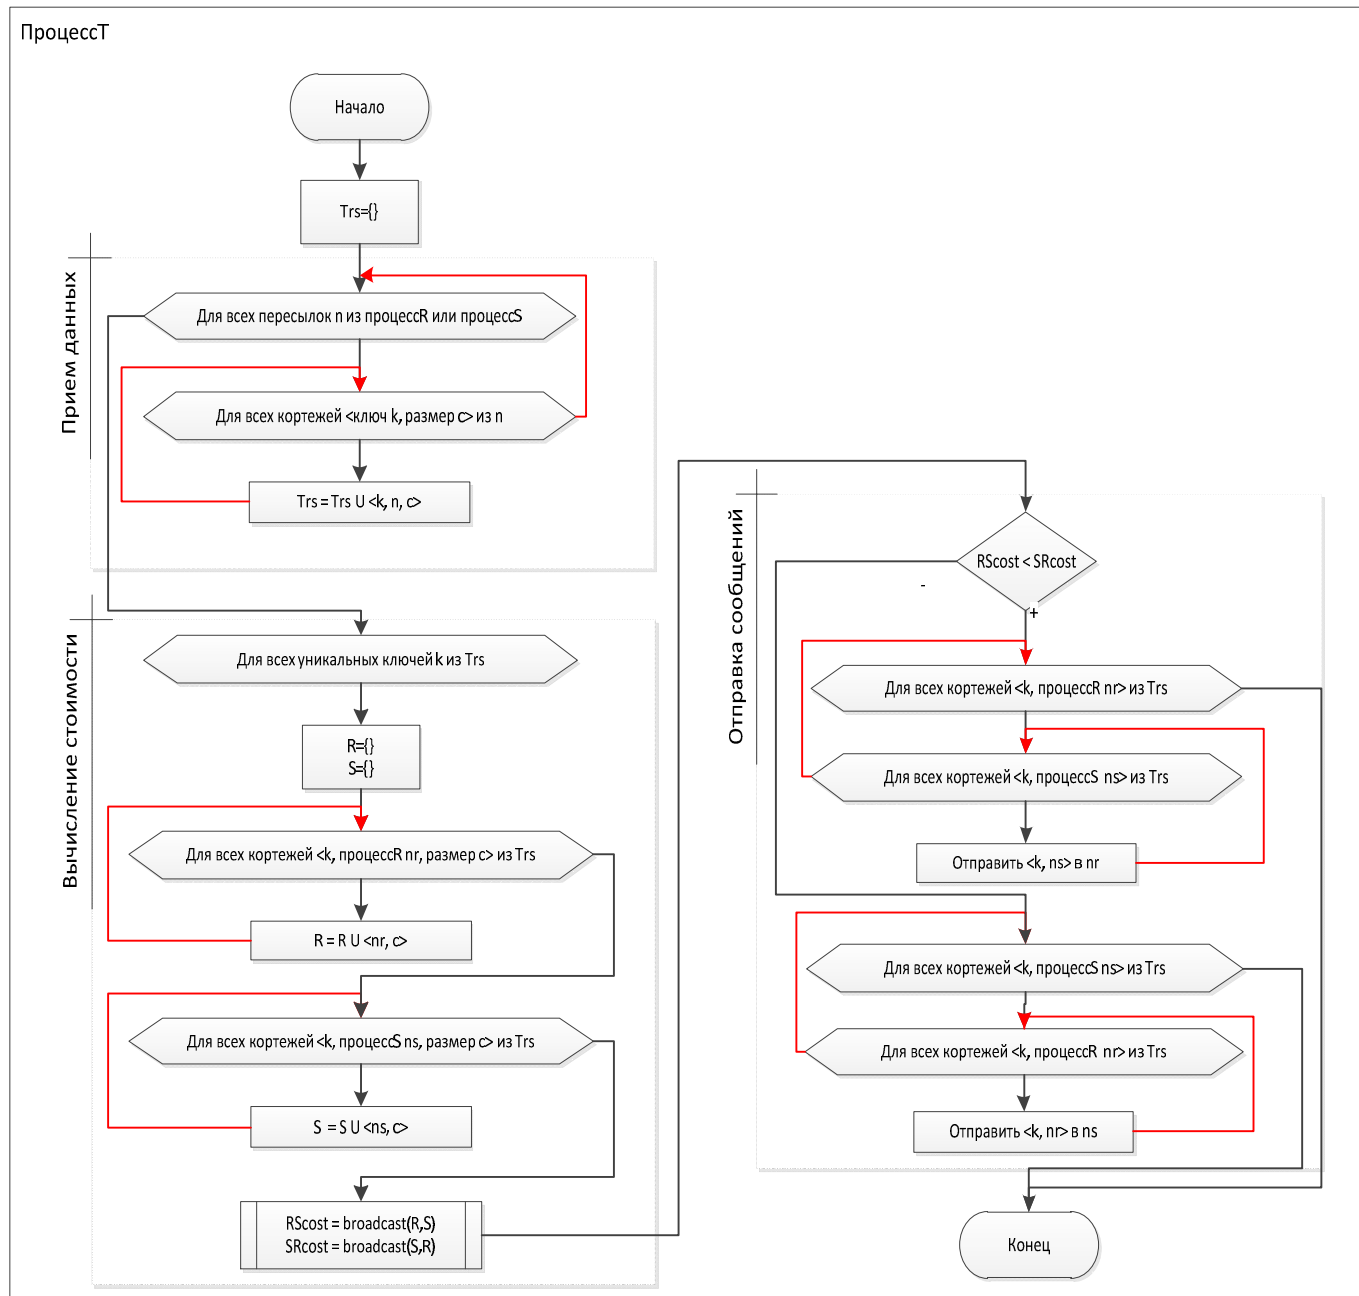 ПроцессT
Начало
Trs={}
Прием данных
Для всех пересылок n из процессR или процессS
Для всех кортежей <ключ k, размер c> из n
Trs = Trs U <k, n, c>
Вычисление стоимости
Для всех уникальных ключей k из Trs
R={}
S={}
Для всех кортежей <k, процессR nr, размер c> из Trs
R = R U <nr, c>
Для всех кортежей <k, процессS ns, размер c> из Trs
S = S U <ns, c>
RScost = broadcast(R,S)
SRcost = broadcast(S,R)
Отправка сообщений
RScost < SRcost
-
+
Для всех кортежей <k, процессR nr> из Trs
Для всех кортежей <k, процессS ns> из Trs
Отправить <k, ns> в nr
Для всех кортежей <k, процессS ns> из Trs
Для всех кортежей <k, процессR nr> из Trs
Отправить <k, nr> в ns
Конец